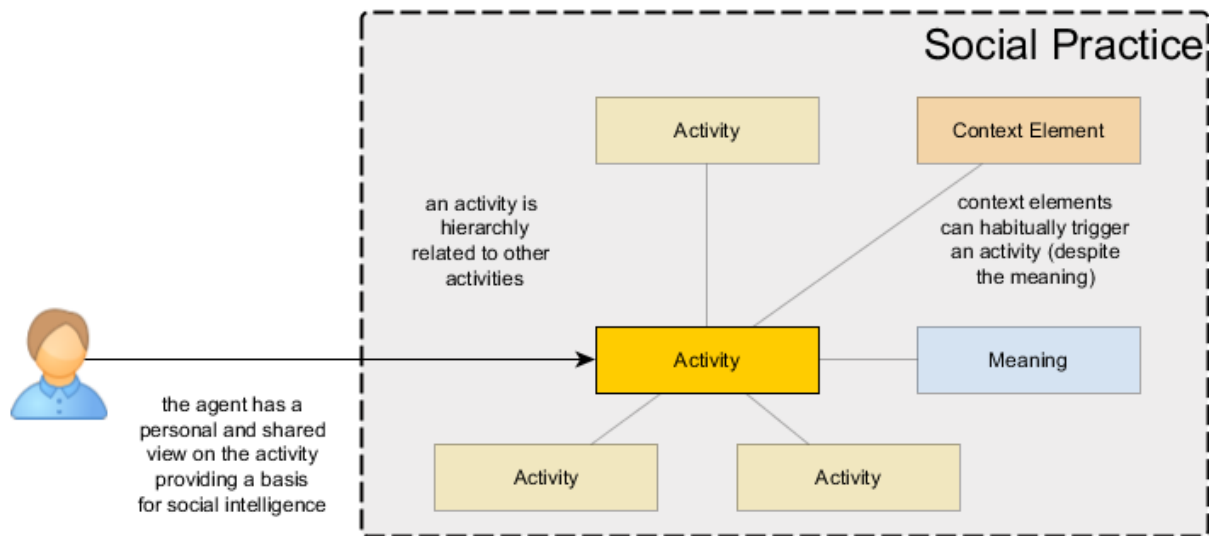 Social Practice
Activity
Context Element
an activity is
hierarchly
related to other
activities
context elements
can habitually trigger
an activity (despite
the meaning)
Activity
Meaning
the agent has a
personal and shared
view on the activity
providing a basis
for social intelligence
Activity
Activity